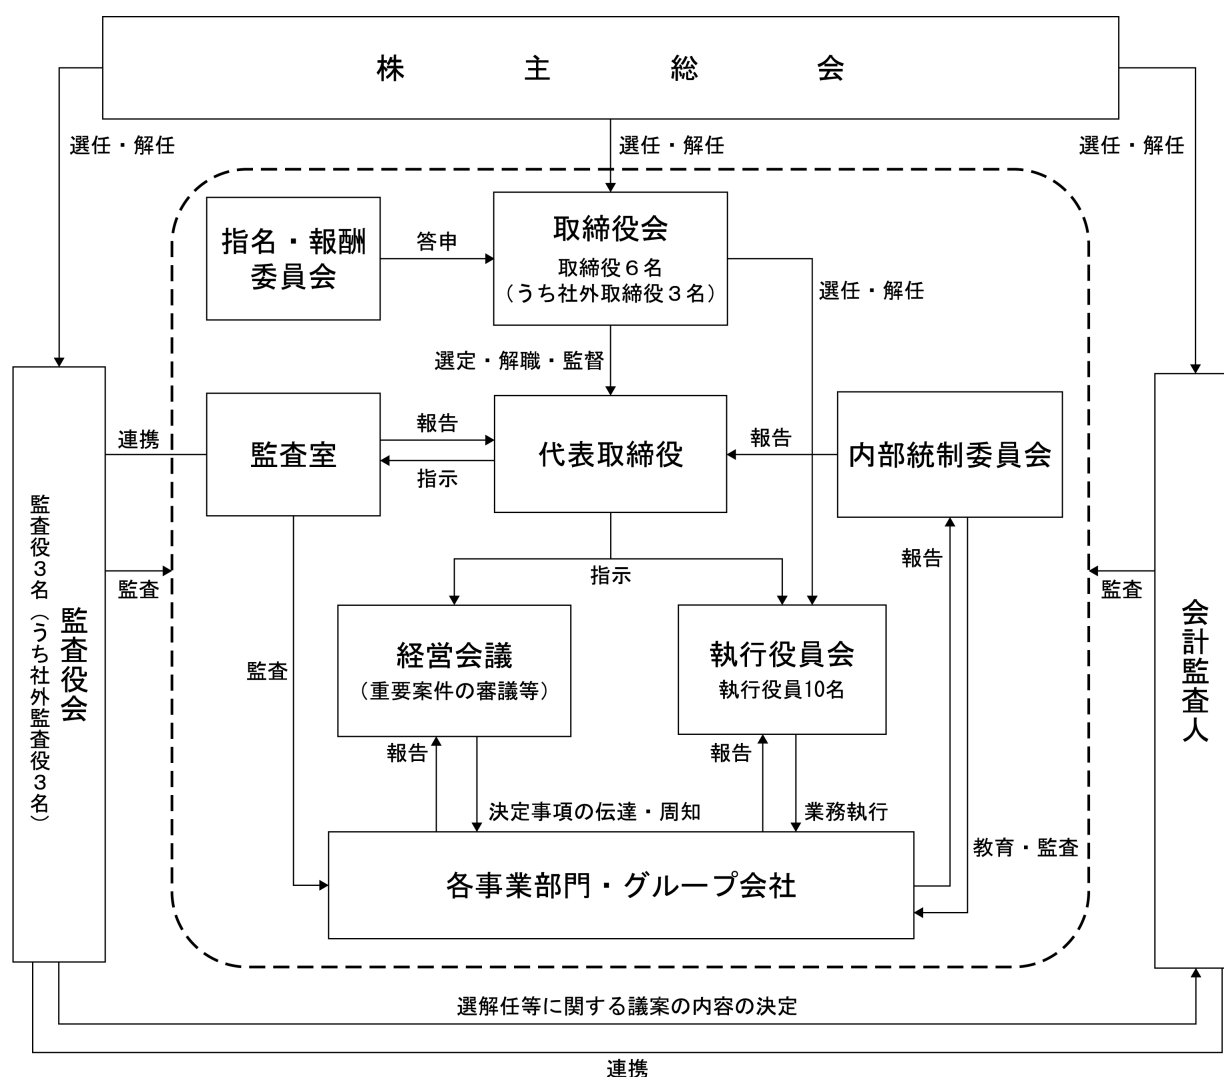 株主総会
選任・解任
選任・解任
選任・解任
指名・報酬
委員会
答申
取締役会
取締役６名
（うち社外取締役３名）
選任・解任
選定・解職・監督
監査室
連携
報告
指示
代表取締役
報告
内部統制委員会
監査役会
監査役３名（うち社外監査役３名）
監査
指示
報告
監査
会計監査人
監査
経営会議
（重要案件の審議等）
執行役員会
執行役員10名
報告
決定事項の伝達・周知
報告
業務執行
教育・監査
各事業部門・グループ会社
選解任等に関する議案の内容の決定
連携